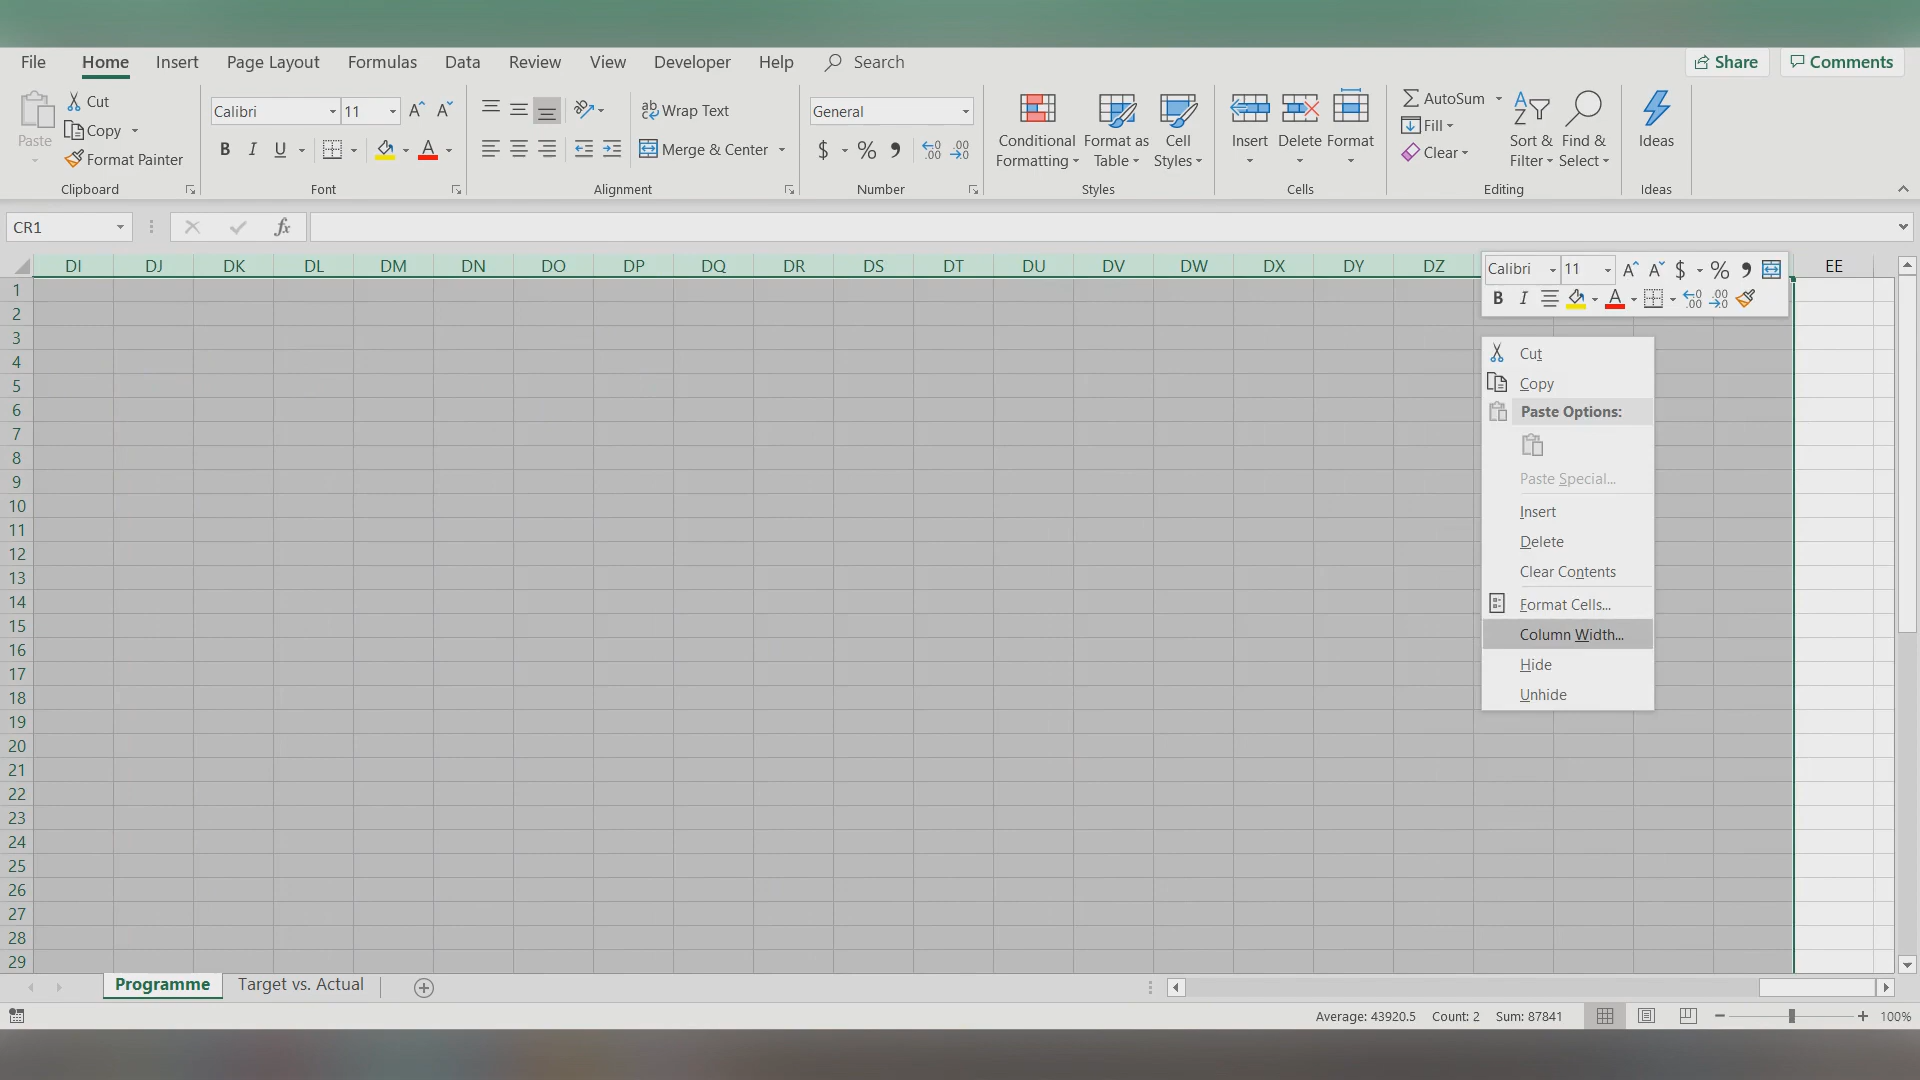 File Home Insert Page Layout Formulas Data Review View Developer Help Search Share Comments
Paste
Cut
Copy
Format Painter
Clipboard
Calibri 11
B I U A
Font
Wrap Text
Merge & Center
Alignment
General
$ % 9
Number
Conditional Formatting
Format as Table
Cell Styles
Styles
Insert Delete Format
Cells
AutoSum
Fill
Clear
Sort & Filter
Find & Select
Editing
Ideas
Ideas
CR1 fx
DI DJ DK DL DM DN DO DP DQ DR DS DT DU DV DW DX DY DZ EE
Calibri 11 A A $ % 9
B I A
1
2
3
4
5
6
7
8
9
10
11
12
13
14
15
16
17
18
19
20
21
22
23
24
25
26
27
28
29
Cut
Copy
Paste Options:
Paste Special...
Insert
Delete
Clear Contents
Format Cells...
Column Width...
Hide
Unhide
Programme Target vs. Actual
Average: 43920.5 Count: 2 Sum: 87841 100%